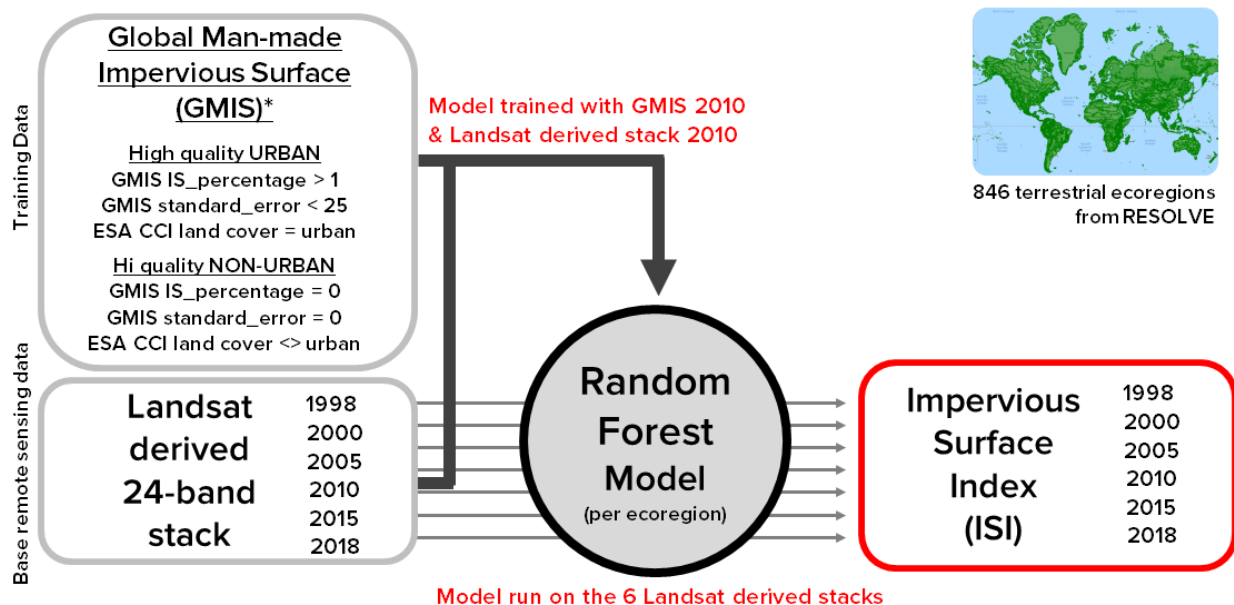 Training Data
Global Man-made
Impervious Surface
(GMIS)*
High quality URBAN
GMIS IS_percentage > 1
GMIS standard_error < 25
ESA CCI land cover = urban
Hi quality NON-URBAN
GMIS IS_percentage = 0
GMIS standard_error = 0
ESA CCI land cover <> urban
Model trained with GMIS 2010
& Landsat derived stack 2010
846 terrestrial ecoregions
from RESOLVE
Base remote sensing data
Landsat
derived
24-band
stack
1998
2000
2005
2010
2015
2018
Random
Forest
Model
(per ecoregion)
Impervious
Surface
Index
(ISI)
1998
2000
2005
2010
2015
2018
Model run on the 6 Landsat derived stacks